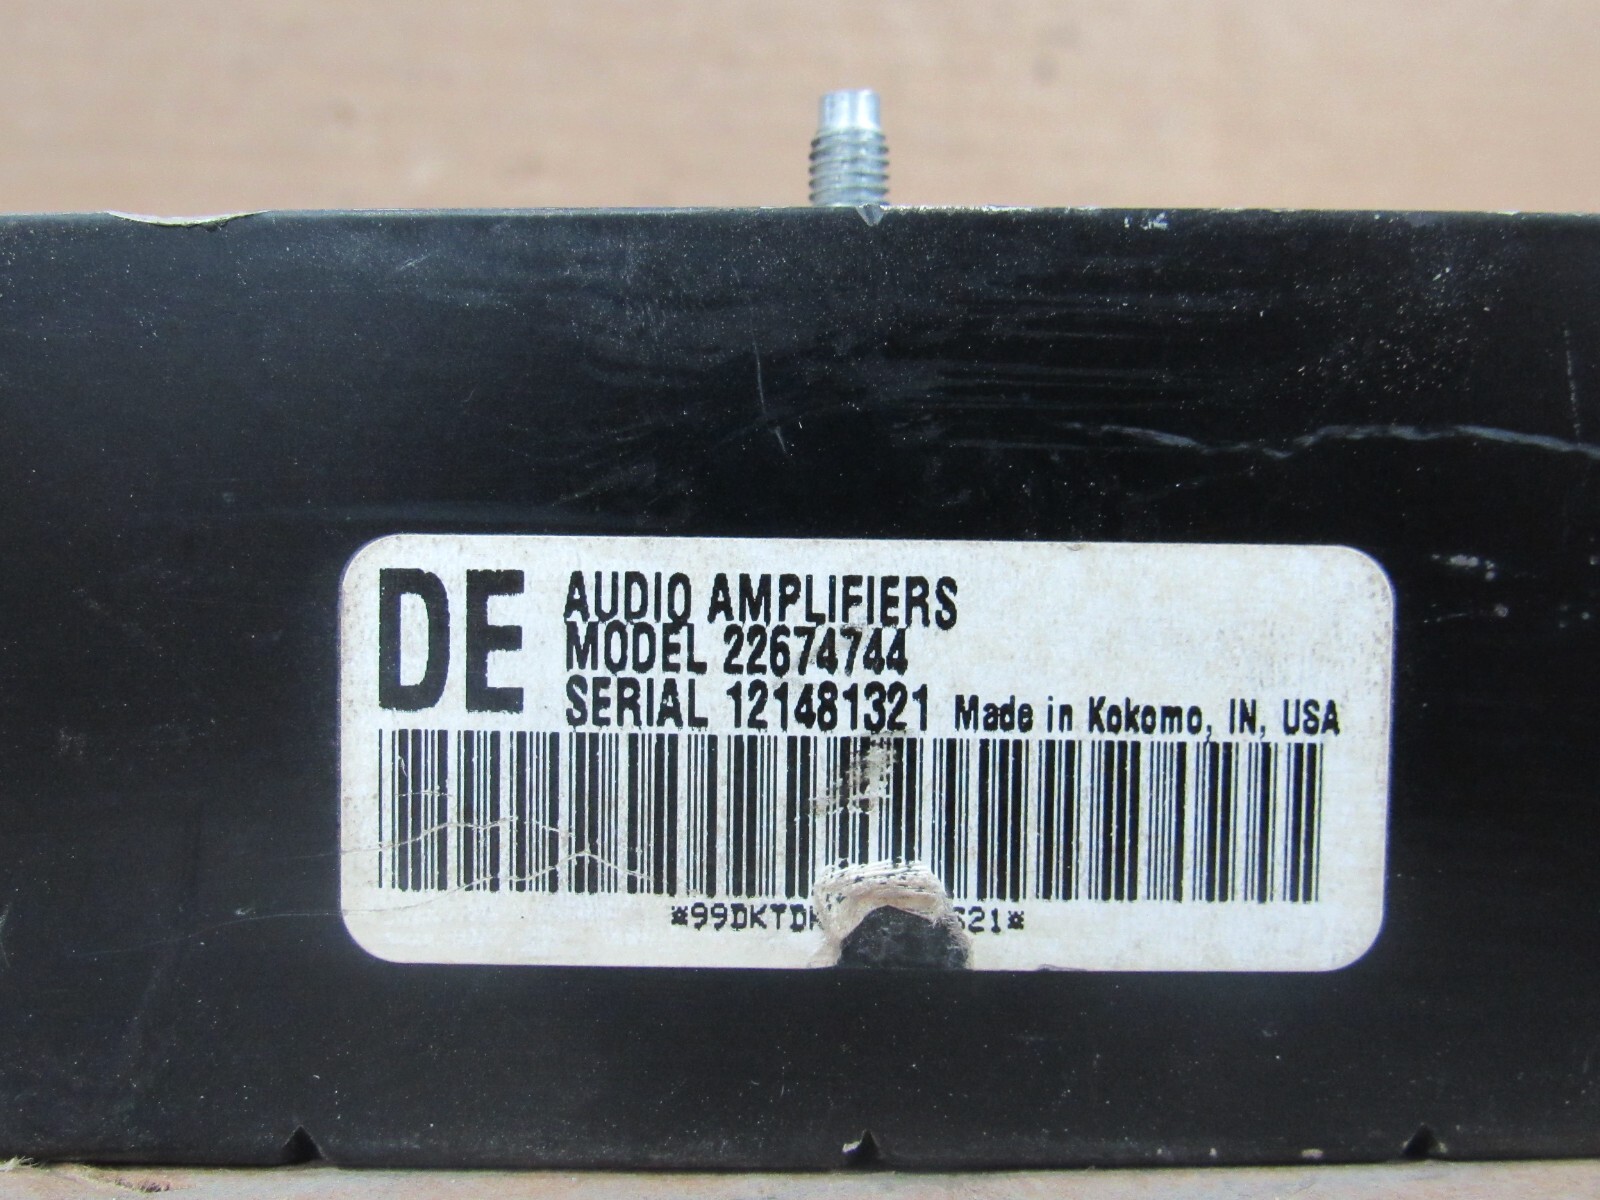 DE
AUDIO AMPLIFIERS
MODEL 22674744
SERIAL 121481321 Made in Kokomo, IN, USA